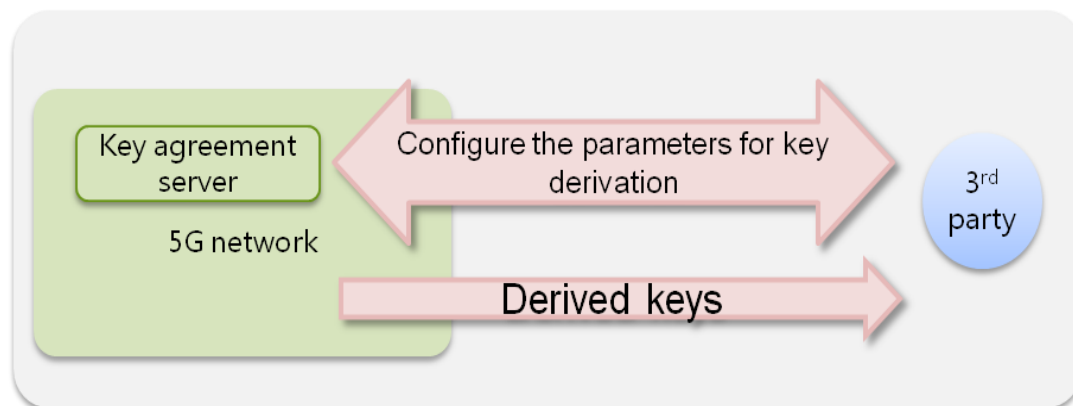 Key agreement
server
5G network
Configure the parameters for key
derivation
Derived keys
3rd
party